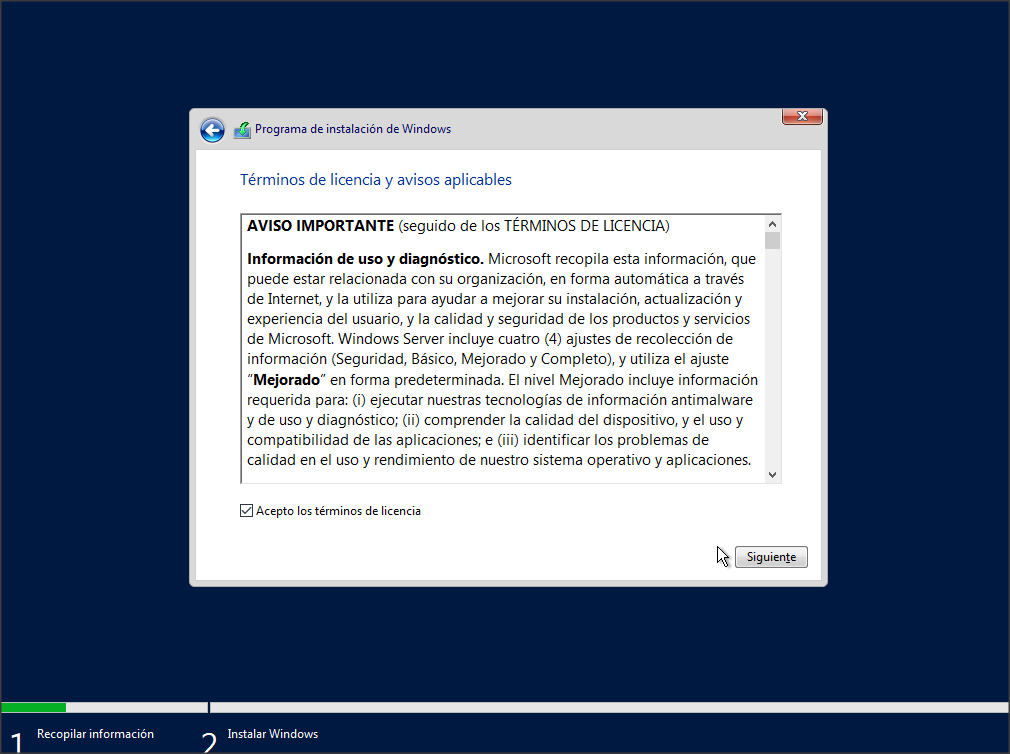 Programa de instalación de Windows
Términos de licencia y avisos aplicables
AVISO IMPORTANTE (seguido de los TÉRMINOS DE LICENCIA)
Información de uso y diagnóstico. Microsoft recopila esta información, que
puede estar relacionada con su organización, en forma automática a través
de Internet, y la utiliza para ayudar a mejorar su instalación, actualización y
experiencia del usuario, y la calidad y seguridad de los productos y servicios
de Microsoft. Windows Server incluye cuatro (4) ajustes de recolección de
información (Seguridad, Básico, Mejorado y Completo), y utiliza el ajuste
“Mejorado” en forma predeterminada. El nivel Mejorado incluye información
requerida para: (i) ejecutar nuestras tecnologías de información antimalware
y de uso y diagnóstico; (ii) comprender la calidad del dispositivo, y el uso y
compatibilidad de las aplicaciones; e (iii) identificar los problemas de
calidad en el uso y rendimiento de nuestro sistema operativo y aplicaciones.
Acepto los términos de licencia
Siguiente
1 Recopilar información
2 Instalar Windows